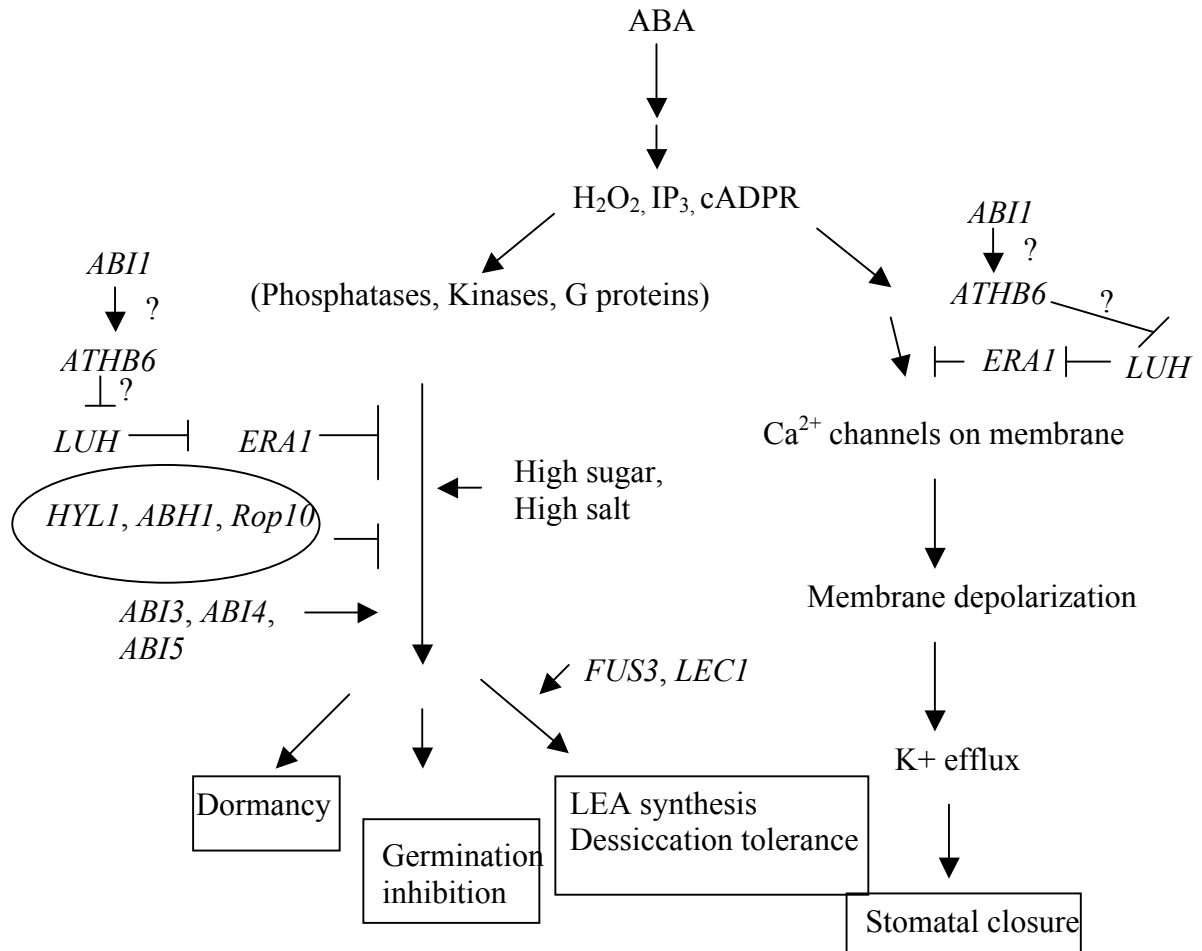 ABA
H₂O₂, IP₃, cADPR
ABI1
?
ATHB6
?
LUH
ERA1
(Phosphatases, Kinases, G proteins)
ABI1
?
ATHB6
?
LUH
ERA1
HYL1, ABH1, Rop10
High sugar,
High salt
ABI3, ABI4,
ABI5
FUS3, LEC1
Ca²⁺ channels on membrane
Membrane depolarization
K+ efflux
Dormancy
Germination
inhibition
LEA synthesis
Dessiccation tolerance
Stomatal closure